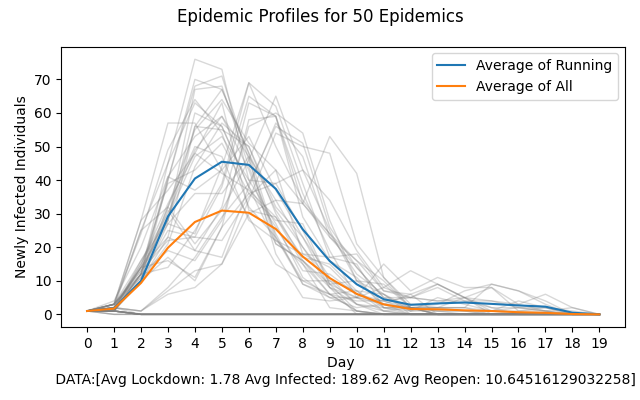 Epidemic Profiles for 50 Epidemics
Average of Running
Average of All
70
60
50
40
30
20
10
0
Newly Infected Individuals
0 1 2 3 4 5 6 7 8 9 10 11 12 13 14 15 16 17 18 19
Day
DATA:[Avg Lockdown: 1.78 Avg Infected: 189.62 Avg Reopen: 10.64516129032258]